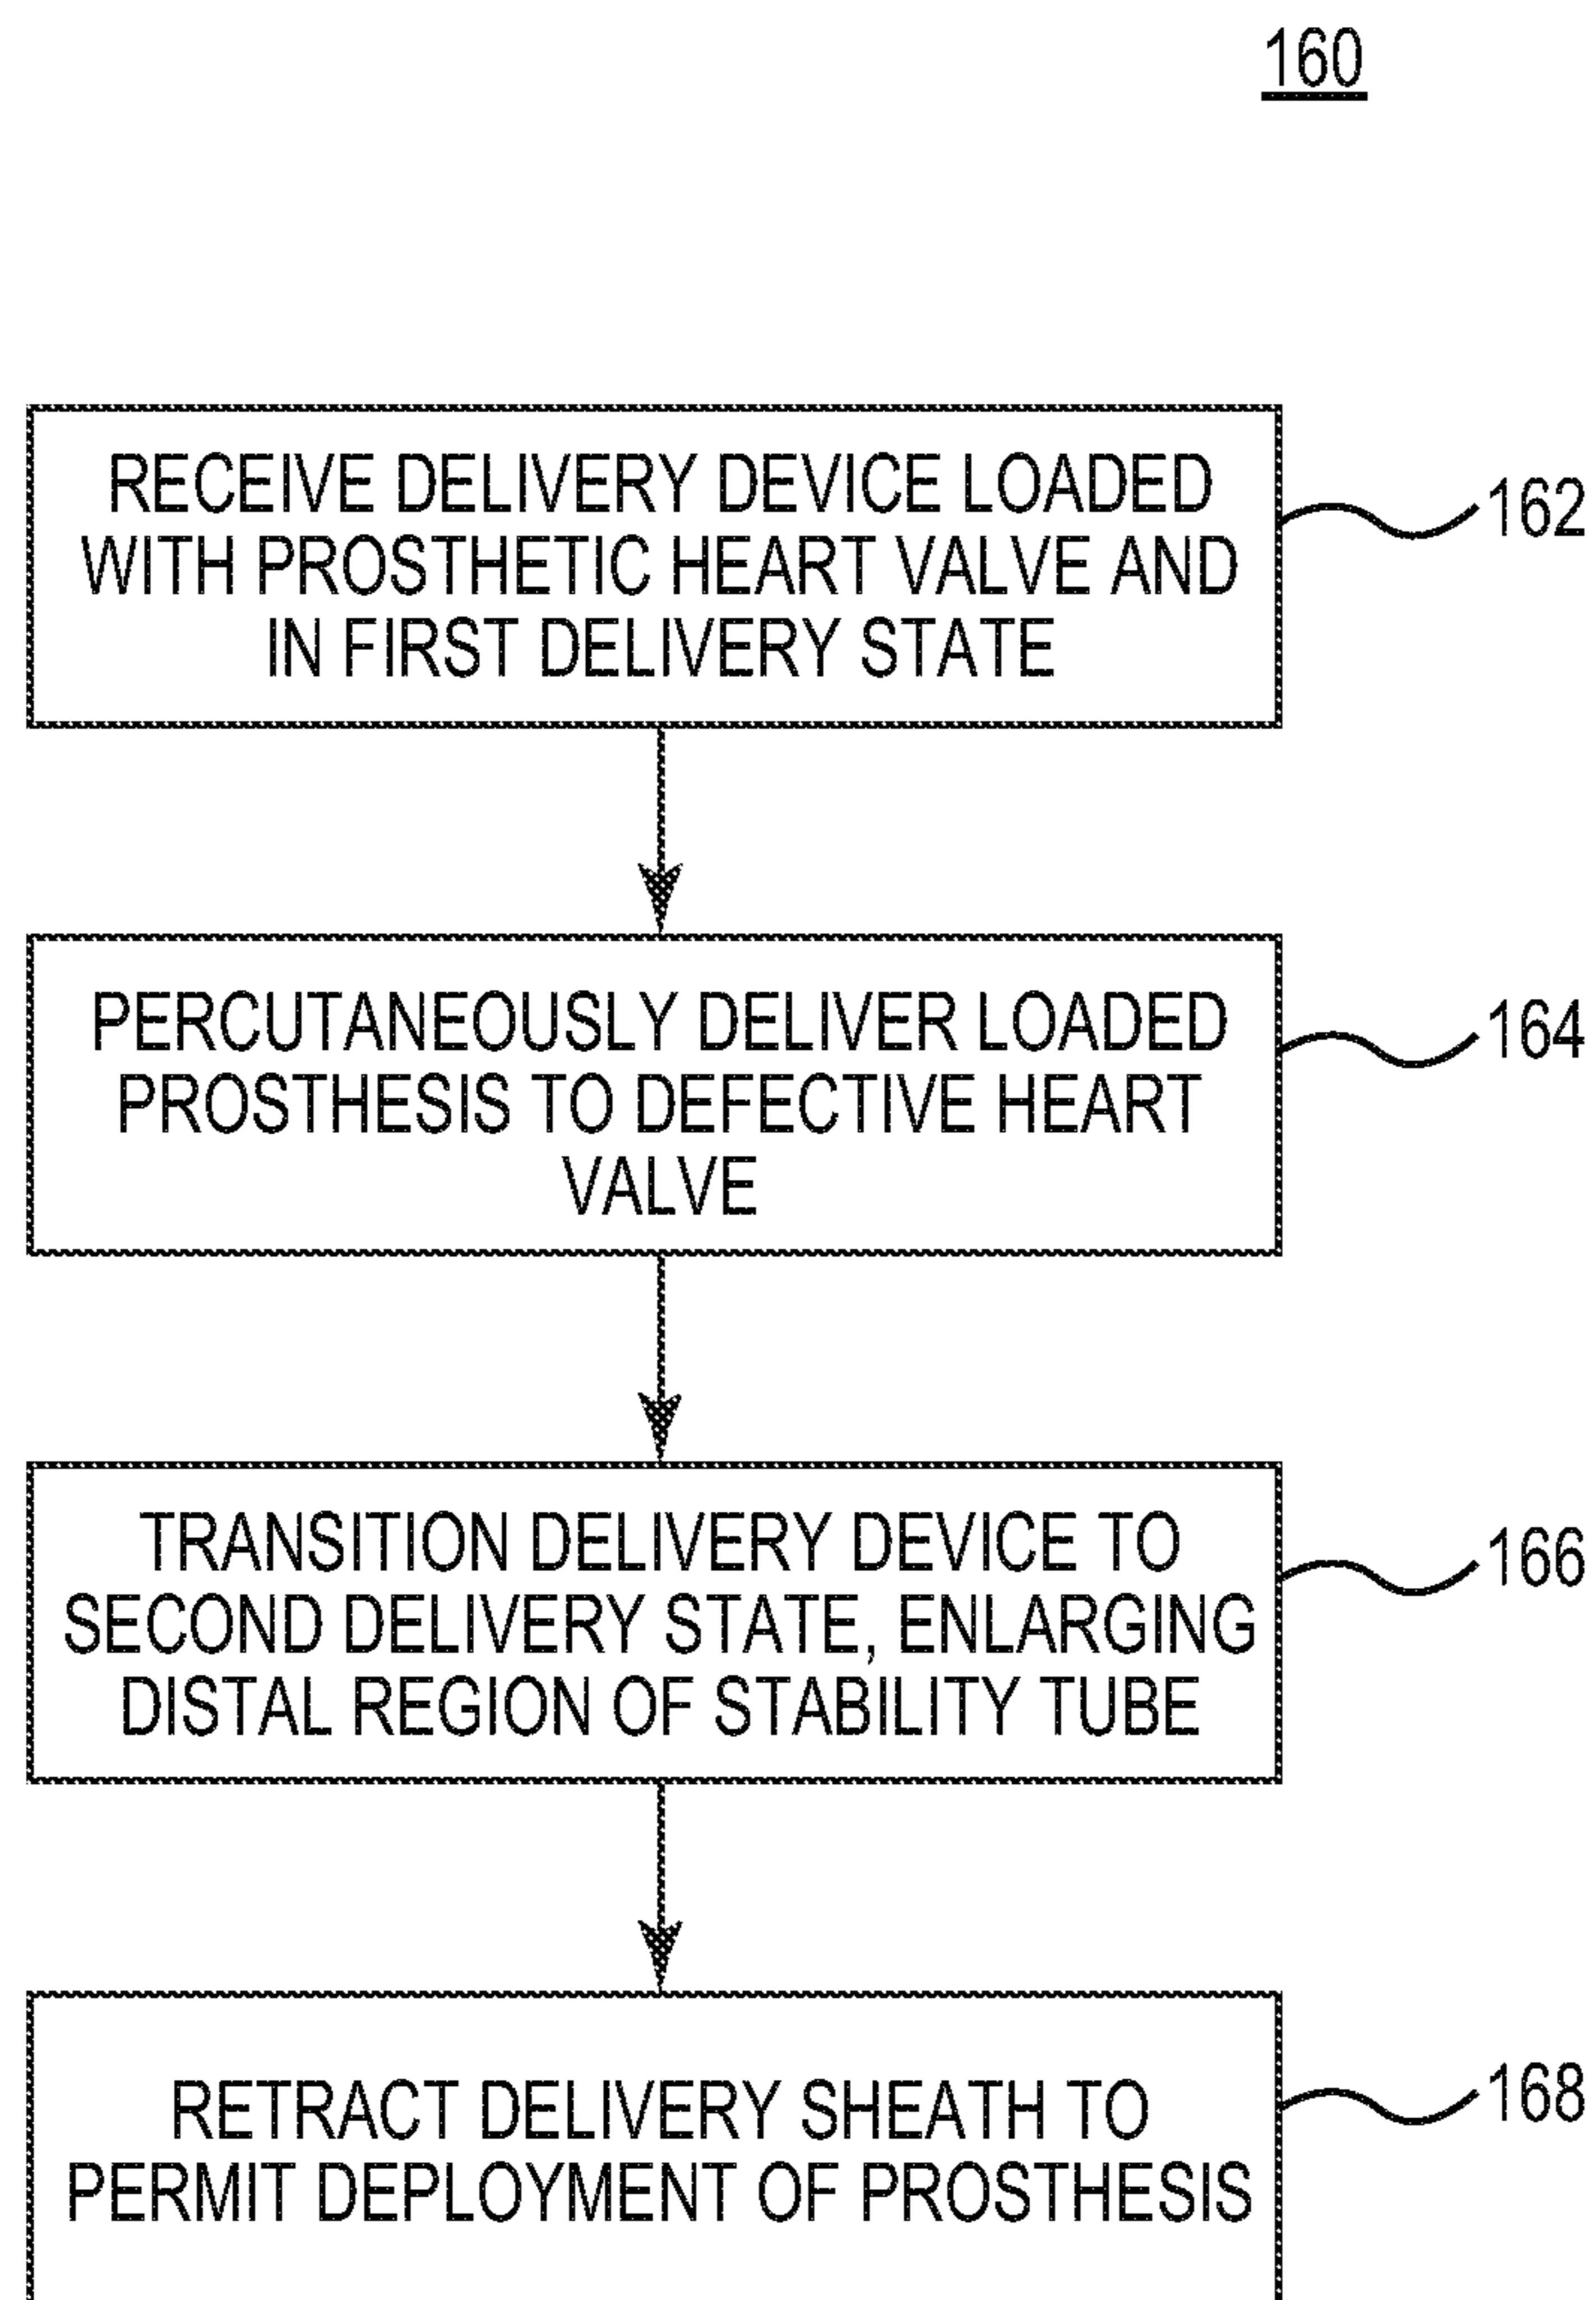 160
RECEIVE DELIVERY DEVICE LOADED
WITH PROSTHETIC HEART VALVE AND
IN FIRST DELIVERY STATE
162
PERCUTANEOUSLY DELIVER LOADED
PROSTHESIS TO DEFECTIVE HEART
VALVE
164
TRANSITION DELIVERY DEVICE TO
SECOND DELIVERY STATE, ENLARGING
DISTAL REGION OF STABILITY TUBE
166
RETRACT DELIVERY SHEATH TO
PERMIT DEPLOYMENT OF PROSTHESIS
168